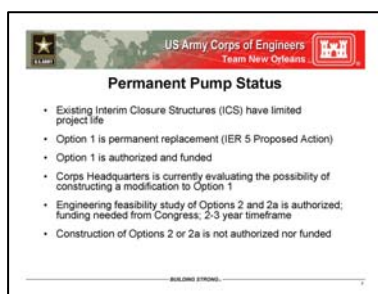 U.S.ARMY
US Army Corps of Engineers
Team New Orleans
Permanent Pump Status
• Existing Interim Closure Structures (ICS) have limited
project life
• Option 1 is permanent replacement (IER 5 Proposed Action)
• Option 1 is authorized and funded
• Corps Headquarters is currently evaluating the possibility of
constructing a modification to Option 1
• Engineering feasibility study of Options 2 and 2a is authorized;
funding needed from Congress; 2-3 year timeframe
• Construction of Options 2 or 2a is not authorized nor funded
BUILDING STRONG®